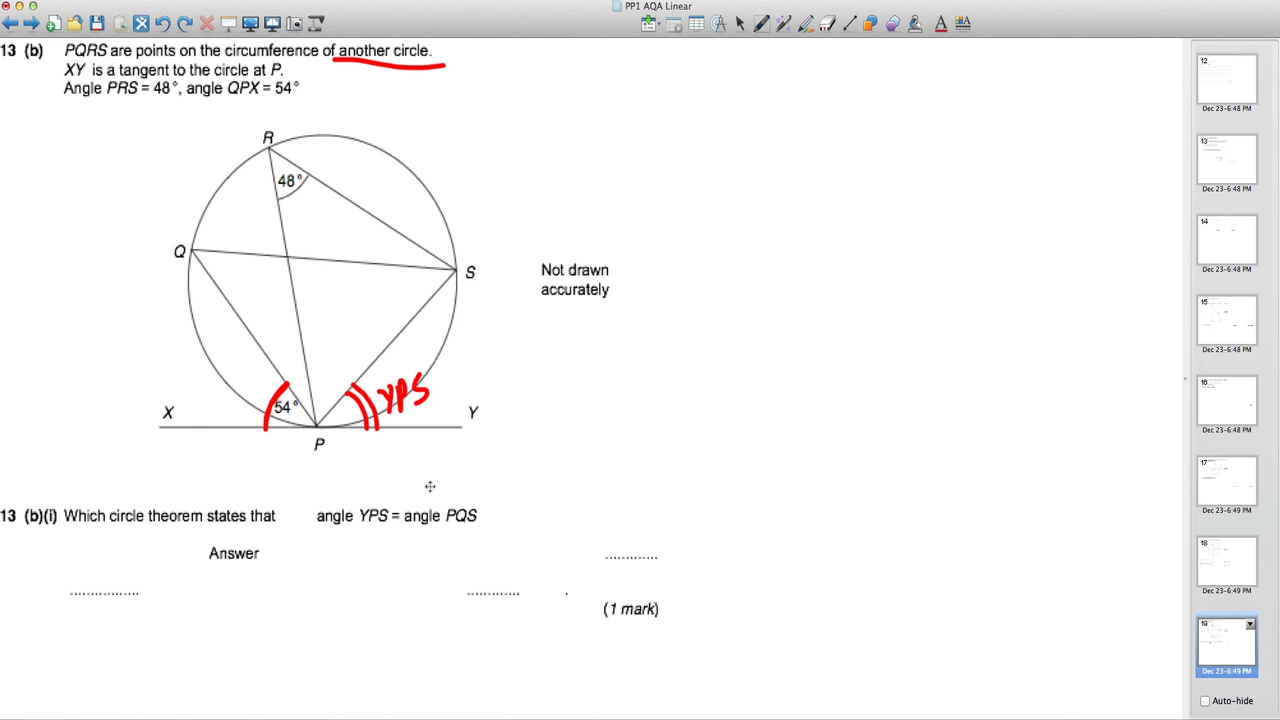 PP1 AQA Linear
13 (b) PQRS are points on the circumference of another circle.
XY is a tangent to the circle at P.
Angle PRS = 48°, angle QPX = 54°
R
48°
Q
S
Not drawn
accurately
54°
YPS
X
Y
P
13 (b)(i) Which circle theorem states that angle YPS = angle PQS
Answer .............
................. ............. .
(1 mark)
12
Dec 23-6:48 PM
13
Dec 23-6:48 PM
14
Dec 23-6:48 PM
15
Dec 23-6:48 PM
16
Dec 23-6:48 PM
17
Dec 23-6:49 PM
18
Dec 23-6:49 PM
19
Dec 23-6:49 PM
Auto-hide